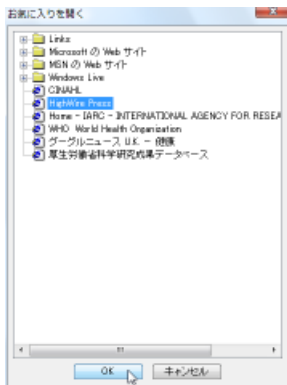 お気に入りを開く
Links
Microsoft の Web サイト
MSN の Web サイト
Windows Live
CINAHL
HighWire Press
Home - IARC - INTERNATIONAL AGENCY FOR RESEA
WHO World Health Organization
グーグルニュース U.K. - 健康
厚生労働省科学研究成果データベース
OK
キャンセル